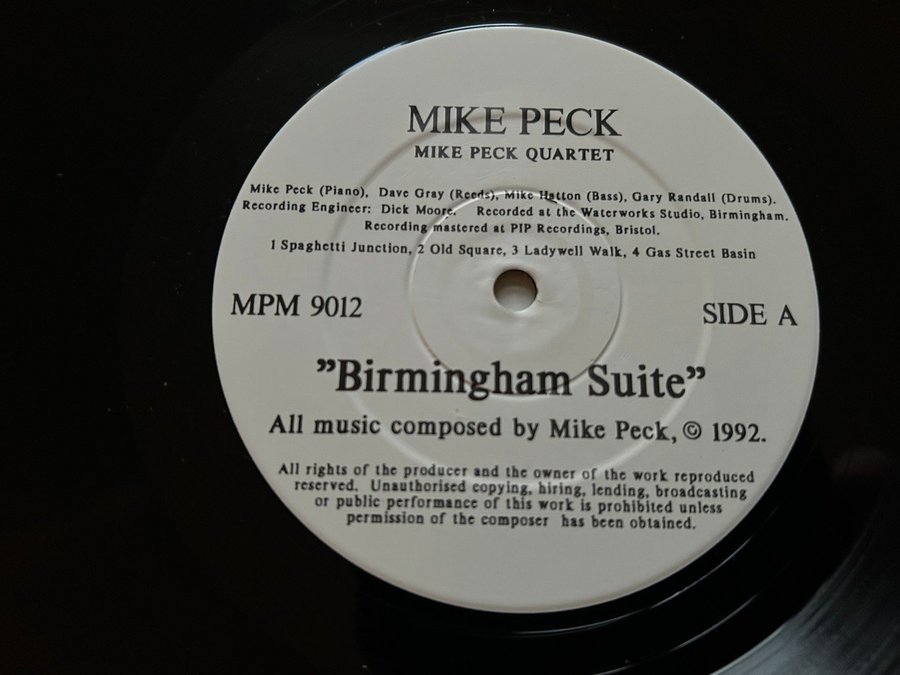 MIKE PECK
MIKE PECK QUARTET
Mike Peck (Piano), Dave Gray (Reeds), Mike Hatton (Bass), Gary Randall (Drums).
Recording Engineer: Dick Moore. Recorded at the Waterworks Studio, Birmingham.
Recording mastered at PIP Recordings, Bristol.
1 Spaghetti Junction, 2 Old Square, 3 Ladywell Walk, 4 Gas Street Basin
MPM 9012 SIDE A
”Birmingham Suite”
All music composed by Mike Peck, © 1992.
All rights of the producer and the owner of the work reproduced
reserved. Unauthorised copying, hiring, lending, broadcasting
or public performance of this work is prohibited unless
permission of the composer has been obtained.